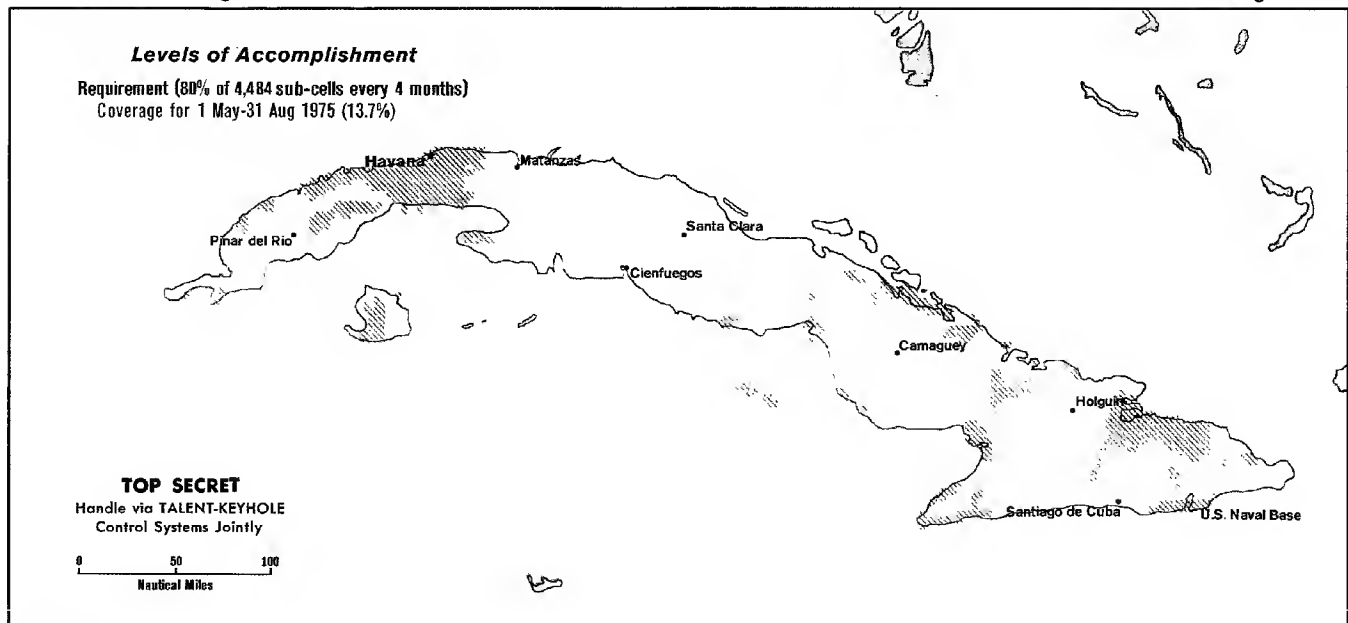 Levels of Accomplishment
Requirement (80% of 4,484 sub-cells every 4 months)
Coverage for 1 May-31 Aug 1975 (13.7%)
Havana
Matanzas
Pinar del Rio
Santa Clara
Cienfuegos
Camaguey
Holguin
Santiago de Cuba
U.S. Naval Base
TOP SECRET
Handle via TALENT-KEYHOLE
Control Systems Jointly
0 50 100
Nautical Miles